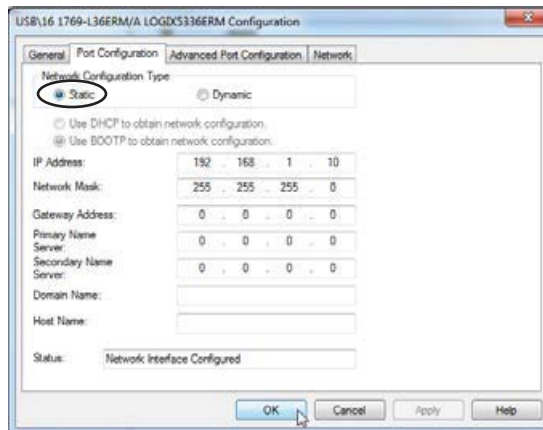 USB\16 1769-L36ERM/A LOGIX5336ERM Configuration
General Port Configuration Advanced Port Configuration Network
Network Configuration Type
Static Dynamic
Use DHCP to obtain network configuration.
Use BOOTP to obtain network configuration.
IP Address: 192 . 168 . 1 . 10
Network Mask: 255 . 255 . 255 . 0
Gateway Address: 0 . 0 . 0 . 0
Primary Name
Server: 0 . 0 . 0 . 0
Secondary Name
Server: 0 . 0 . 0 . 0
Domain Name:
Host Name:
Status: Network Interface Configured
OK Cancel Apply Help